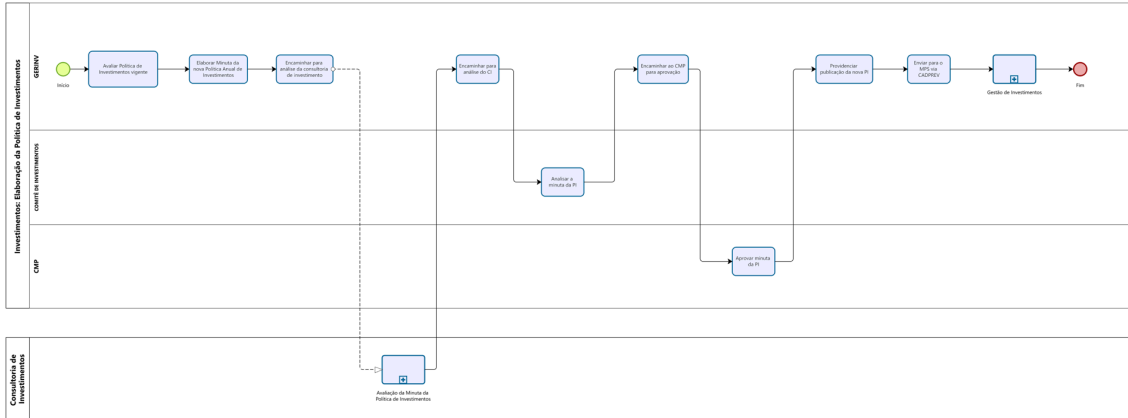 Investimentos: Elaboração da Política de Investimentos
GERINV
Início
Avaliar Política de
Investimentos vigente
Elaborar Minuta da
nova Política Anual de
Investimentos
Encaminhar para
análise da consultoria
de investimento
Encaminhar para
análise do CI
Encaminhar ao CMP
para aprovação
Providenciar
publicação da nova PI
Enviar para o
MPS via
CADPREV
Gestão de Investimentos
Fim
COMITÊ DE INVESTIMENTOS
Analisar a
minuta da PI
CMP
Aprovar minuta
da PI
Consultoria de
Investimentos
Avaliação da Minuta da
Política de Investimentos